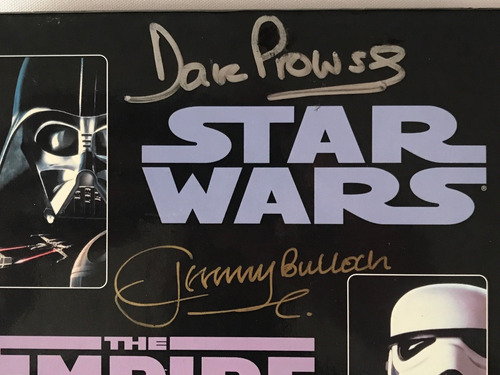 Dave Prowse
STAR
WARS®
Jeremy Bulloch
THE
EMPIRE